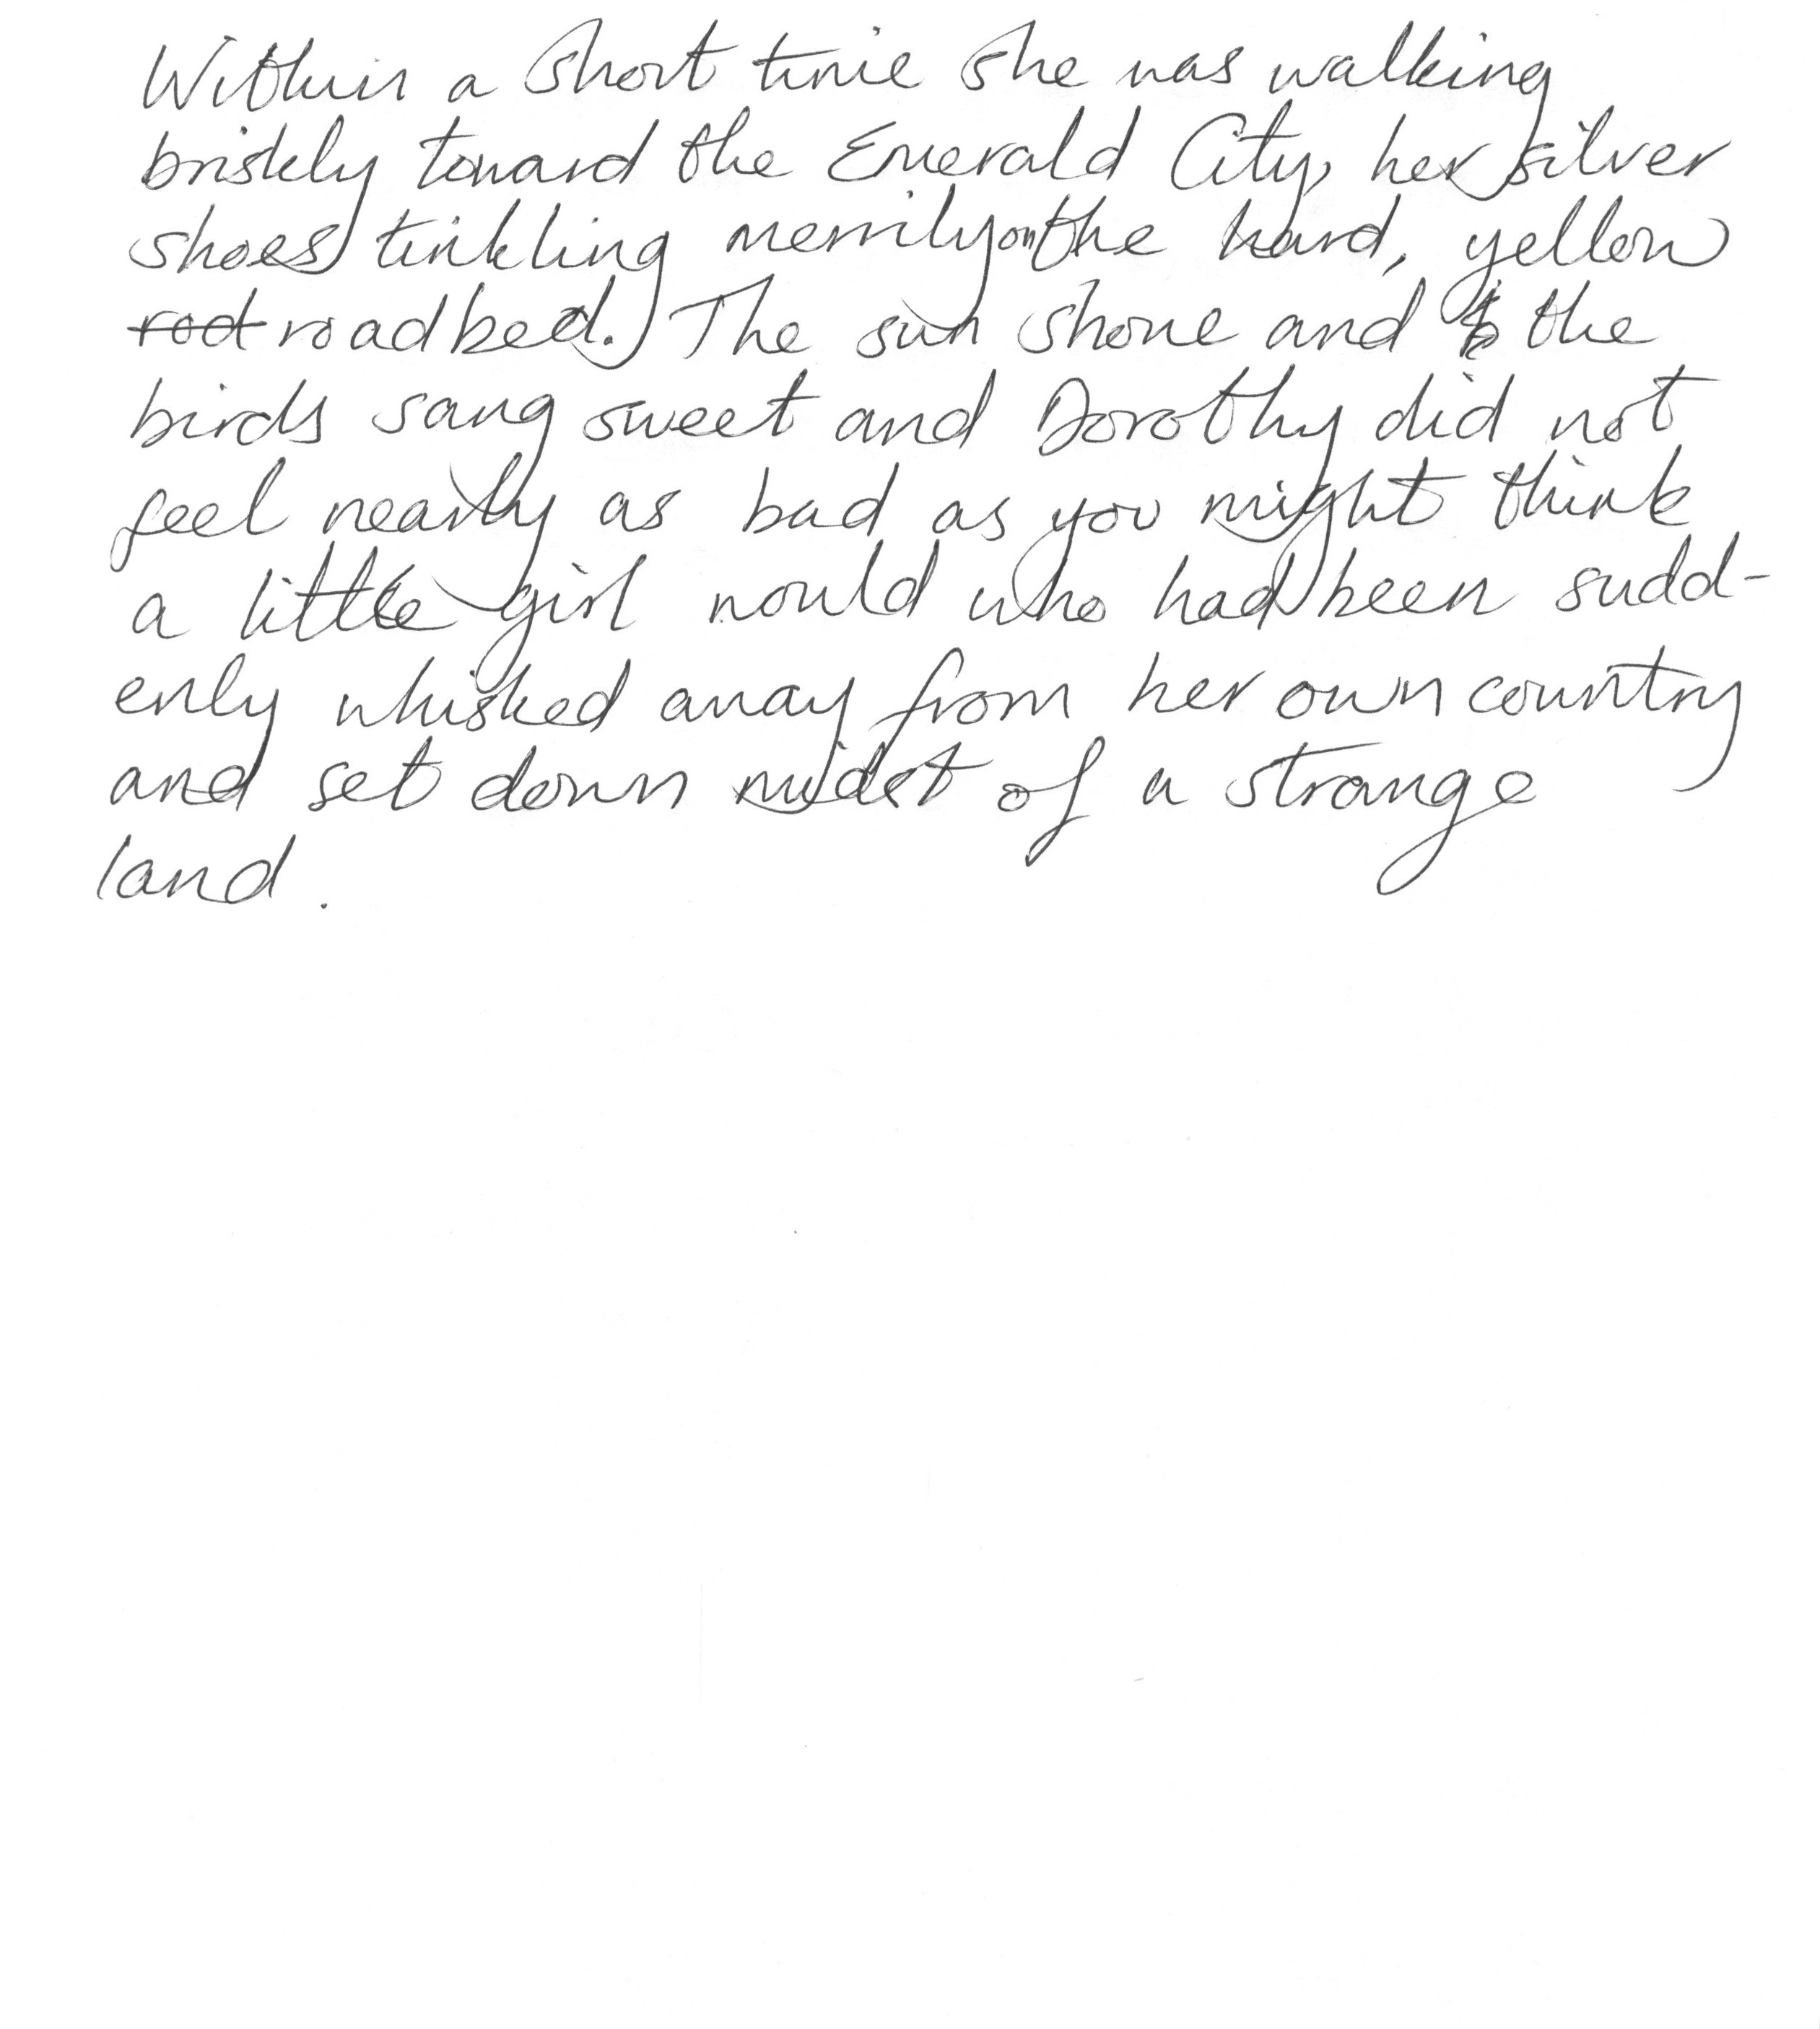 Within a short time she was walking
briskly toward the Emerald City, her silver
shoes tinkling merrily on the hard, yellow
rod roadbed. The sun shone and the
birds sang sweet and Dorothy did not
feel nearly as bad as you might think
a little girl would who had been sudd-
enly whisked away from her own country
and set down midst of a strange
land.